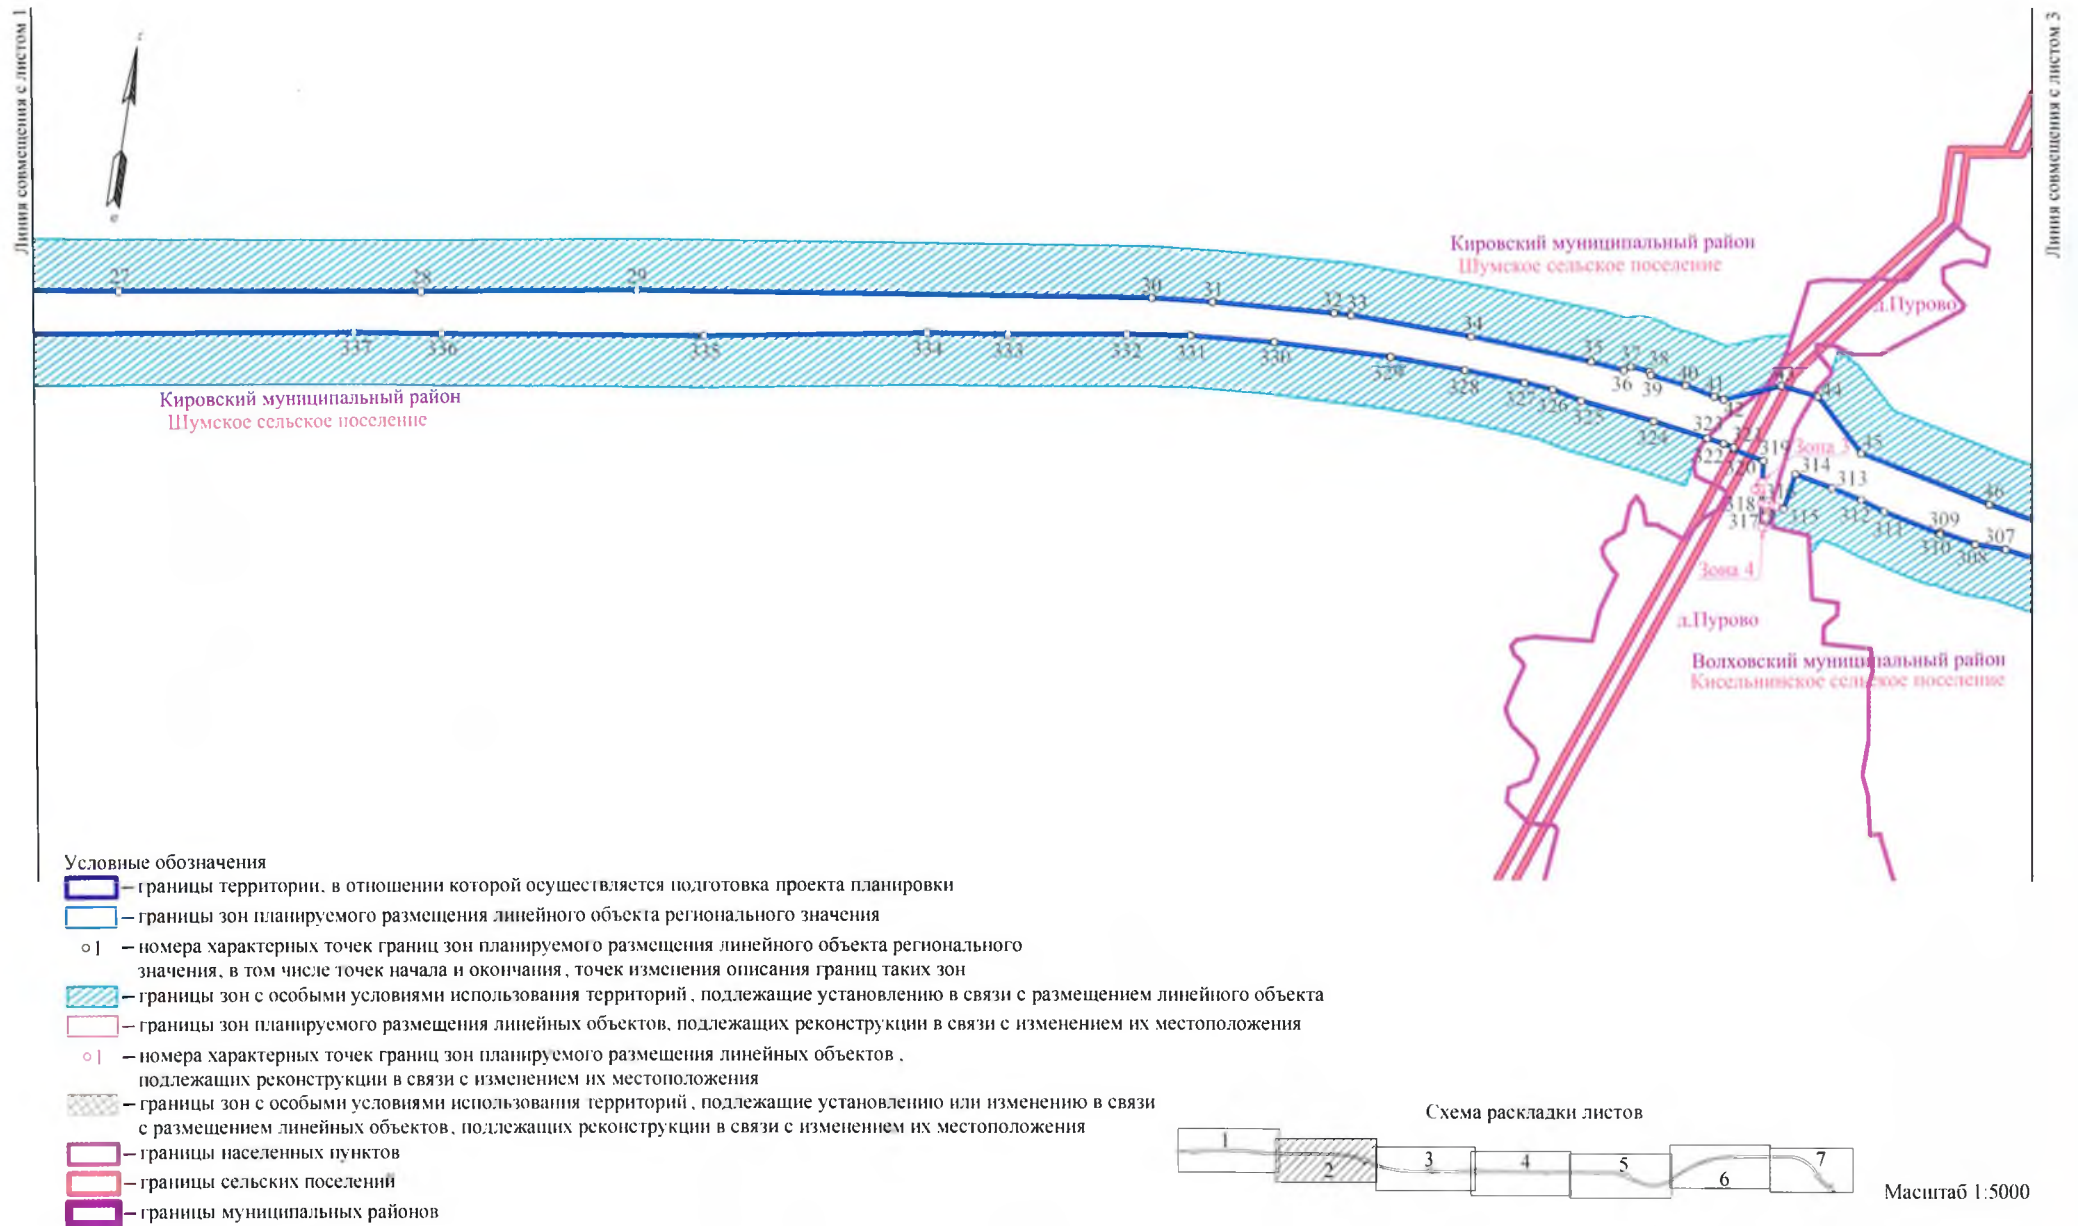 Линия совмещения с листом 1
Линия совмещения с листом 3
Кировский муниципальный район
Шумское сельское поселение
д.Пурово
27
28
29
30
31
32
33
34
35
37
38
36
39
40
41
42
43
44
45
46
337
336
335
334
333
332
331
330
329
328
327
326
325
324
323
322
321
320
319
Зона 3
314
313
318
316
317
315
312
311
309
310
308
307
Зона 4
Кировский муниципальный район
Шумское сельское поселение
д.Пурово
Волховский муниципальный район
Кисельнинское сельское поселение
Условные обозначения
– границы территории, в отношении которой осуществляется подготовка проекта планировки
– границы зон планируемого размещения линейного объекта регионального значения
1 – номера характерных точек границ зон планируемого размещения линейного объекта регионального
значения, в том числе точек начала и окончания, точек изменения описания границ таких зон
– границы зон с особыми условиями использования территорий, подлежащие установлению в связи с размещением линейного объекта
– границы зон планируемого размещения линейных объектов, подлежащих реконструкции в связи с изменением их местоположения
1 – номера характерных точек границ зон планируемого размещения линейных объектов,
подлежащих реконструкции в связи с изменением их местоположения
– границы зон с особыми условиями использования территорий, подлежащие установлению или изменению в связи
с размещением линейных объектов, подлежащих реконструкции в связи с изменением их местоположения
– границы населенных пунктов
– границы сельских поселений
– границы муниципальных районов
Схема раскладки листов
1
2
3
4
5
6
7
Масштаб 1:5000